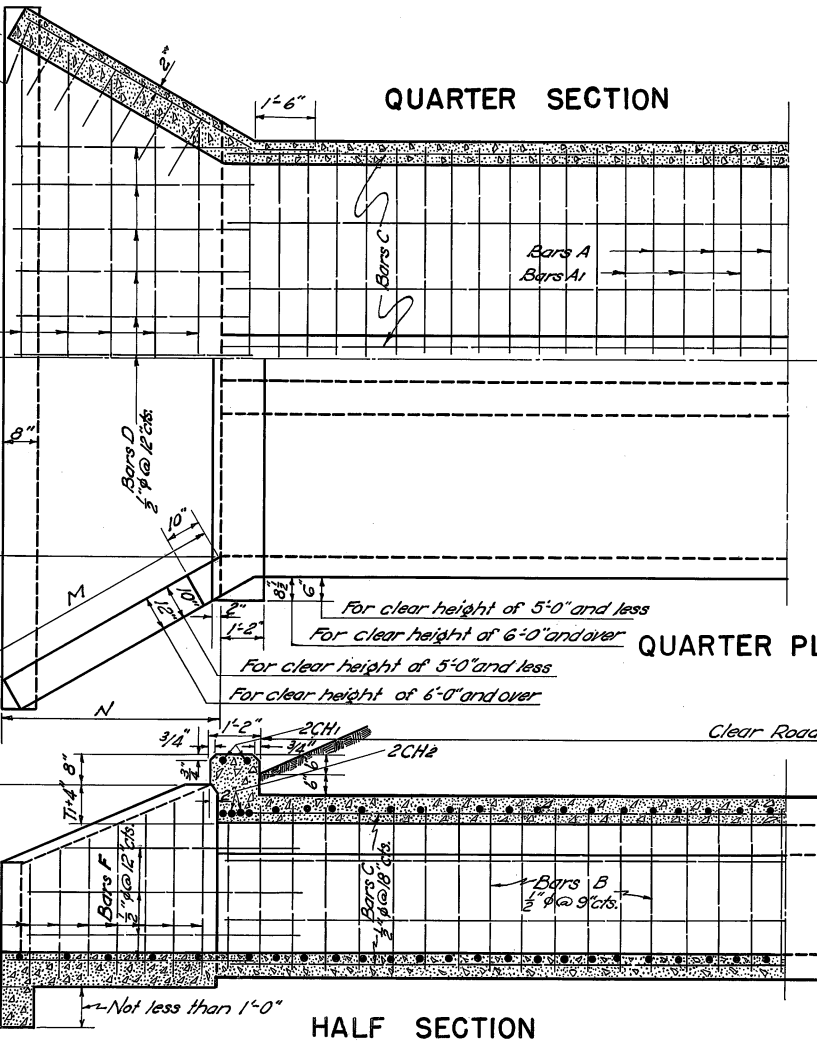 2"
1'-6"
QUARTER SECTION
Bars C
Bars A
Bars A1
8"
Bars D
½"φ@12"cts.
10"
M
10"
12"
2"
1'-2"
8½"
6"
For clear height of 5'-0" and less
For clear height of 6'-0" and over
QUARTER PL
For clear height of 5'-0" and less
For clear height of 6'-0" and over
N
1'-2"
2CH1
3/4"
3/4"
Clear Road
2CH2
8"
3/4"
6"
6"
T1+4"
Bars F
½"φ@12"cts.
Bars C
½"φ@18"cts.
Bars B
½"φ@9"cts.
Not less than 1'-0"
HALF SECTION